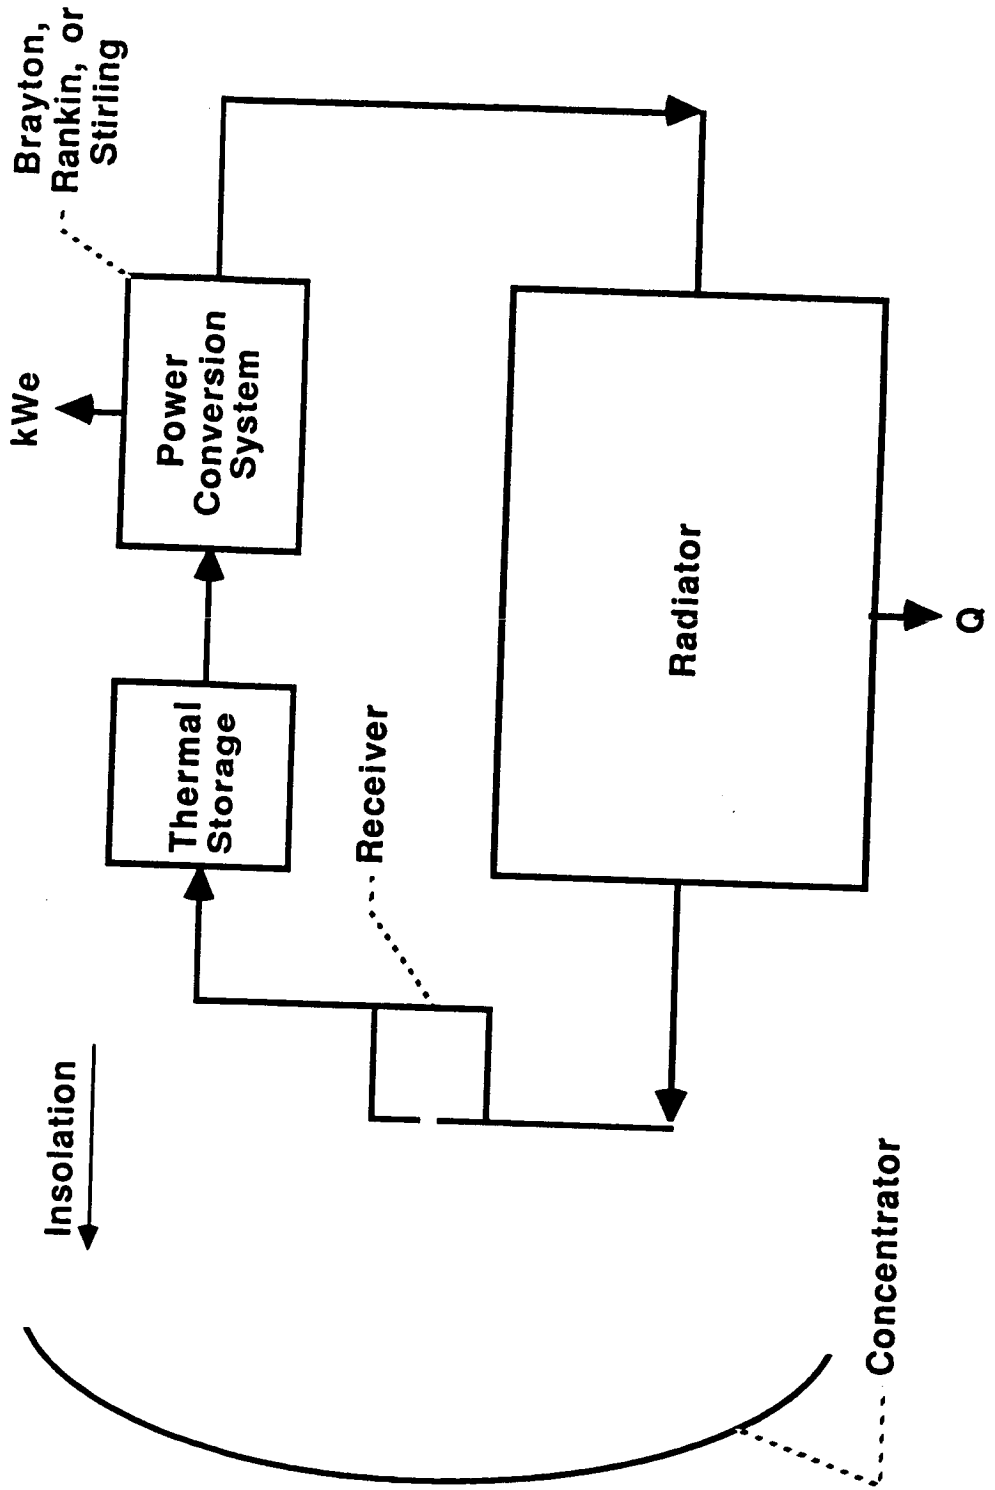 Insolation
Thermal
Storage
kWe
Power
Conversion
System
Brayton,
Rankin, or
Stirling
Receiver
Radiator
Concentrator
Q